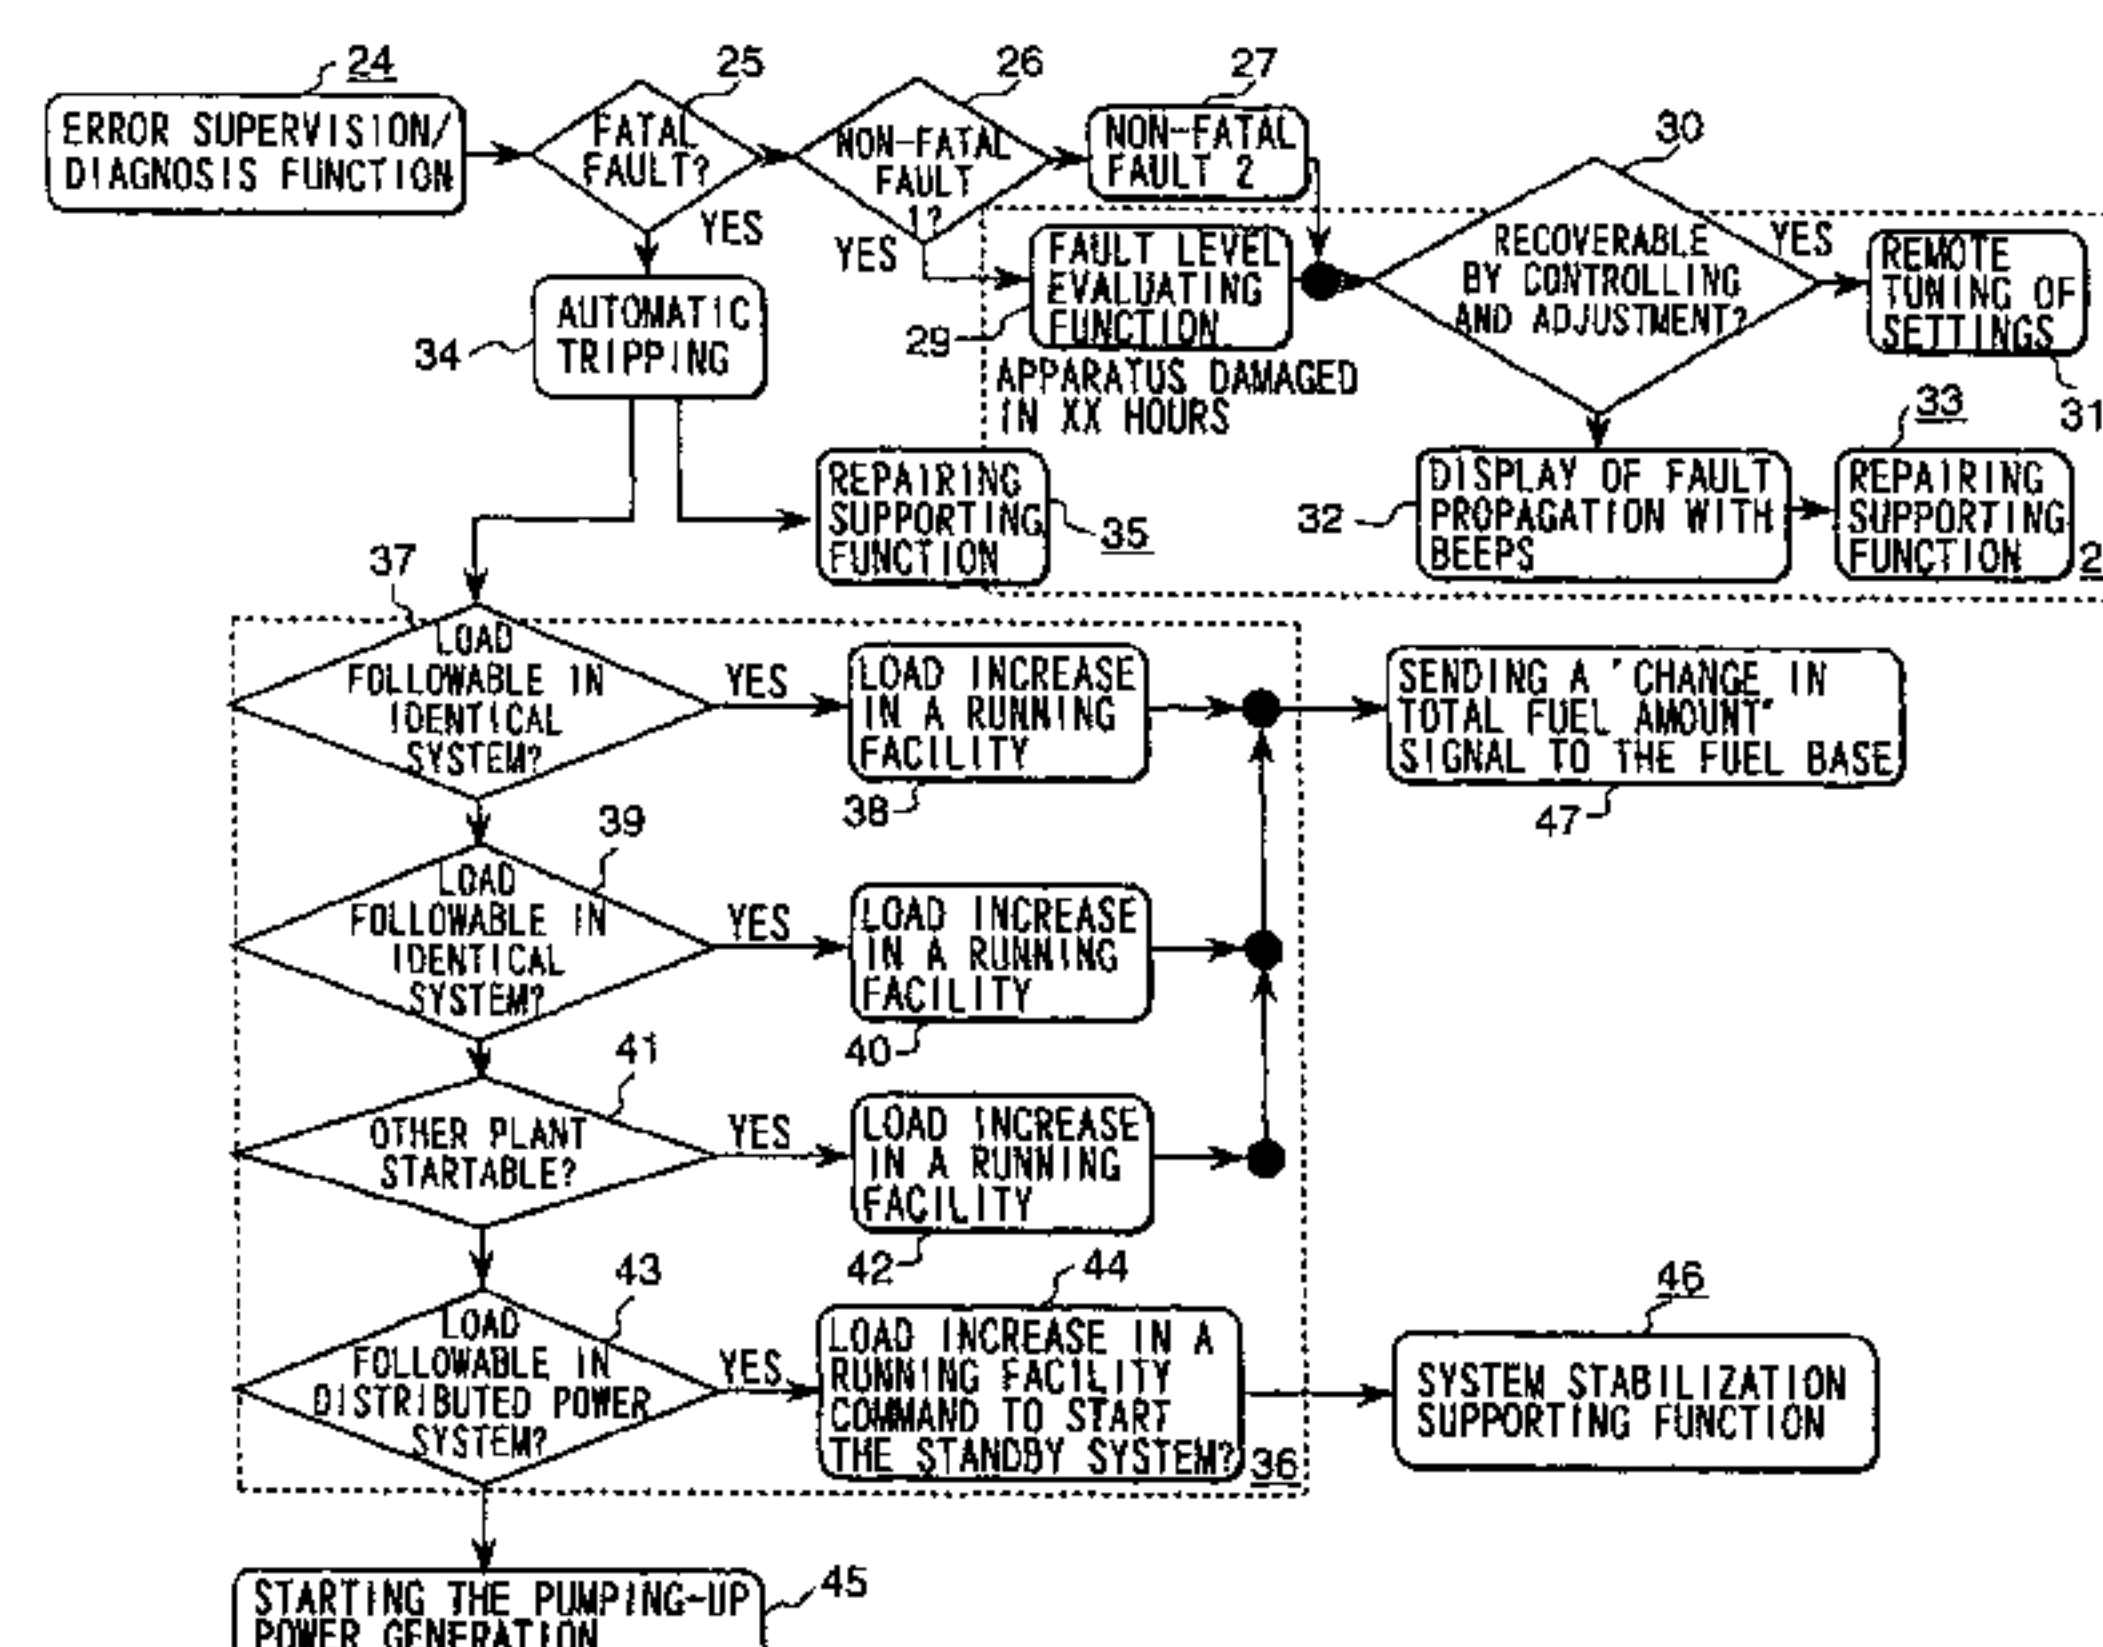 24
25
26
27
ERROR SUPERVISION/
DIAGNOSIS FUNCTION
FATAL
FAULT?
NON-FATAL
FAULT
1?
NON-FATAL
FAULT 2
30
YES
YES
FAULT LEVEL
EVALUATING
FUNCTION
29
RECOVERABLE
BY CONTROLLING
AND ADJUSTMENT?
YES
REMOTE
TUNING OF
SETTINGS
31
AUTOMATIC
TRIPPING
34
APPARATUS DAMAGED
IN XX HOURS
REPAIRING
SUPPORTING
FUNCTION
35
32
DISPLAY OF FAULT
PROPAGATION WITH
BEEPS
33
REPAIRING
SUPPORTING
FUNCTION
2
37
LOAD
FOLLOWABLE IN
IDENTICAL
SYSTEM?
YES
LOAD INCREASE
IN A RUNNING
FACILITY
38
SENDING A "CHANGE IN
TOTAL FUEL AMOUNT"
SIGNAL TO THE FUEL BASE
47
39
LOAD
FOLLOWABLE IN
IDENTICAL
SYSTEM?
YES
LOAD INCREASE
IN A RUNNING
FACILITY
40
41
OTHER PLANT
STARTABLE?
YES
LOAD INCREASE
IN A RUNNING
FACILITY
42
43
LOAD
FOLLOWABLE IN
DISTRIBUTED POWER
SYSTEM?
YES
44
LOAD INCREASE IN A
RUNNING FACILITY
COMMAND TO START
THE STANDBY SYSTEM?
36
46
SYSTEM STABILIZATION
SUPPORTING FUNCTION
STARTING THE PUMPING-UP
POWER GENERATION
45